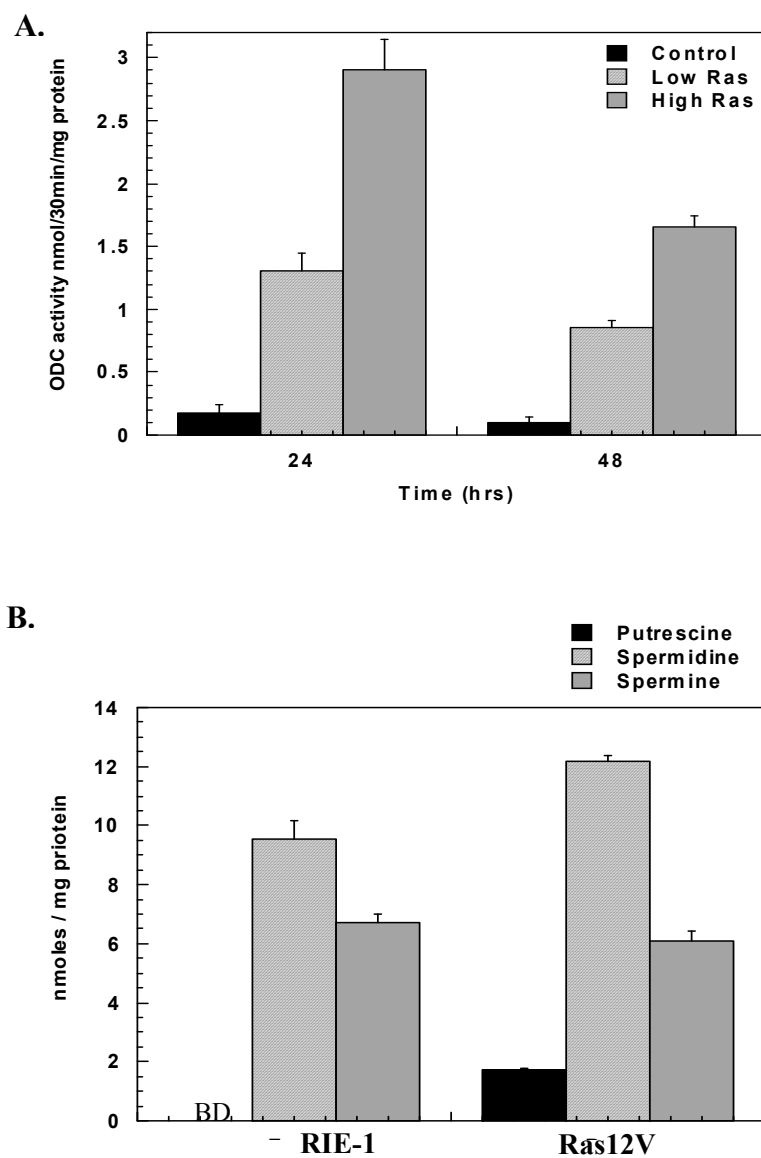 A.
ODC activity nmol/30min/mg protein
3
2.5
2
1.5
1
0.5
0
Control
Low Ras
High Ras
24
48
Time (hrs)
B.
Putrescine
Spermidine
Spermine
nmoles / mg priotein
14
12
10
8
6
4
2
0
BD
RIE-1
Ras12V